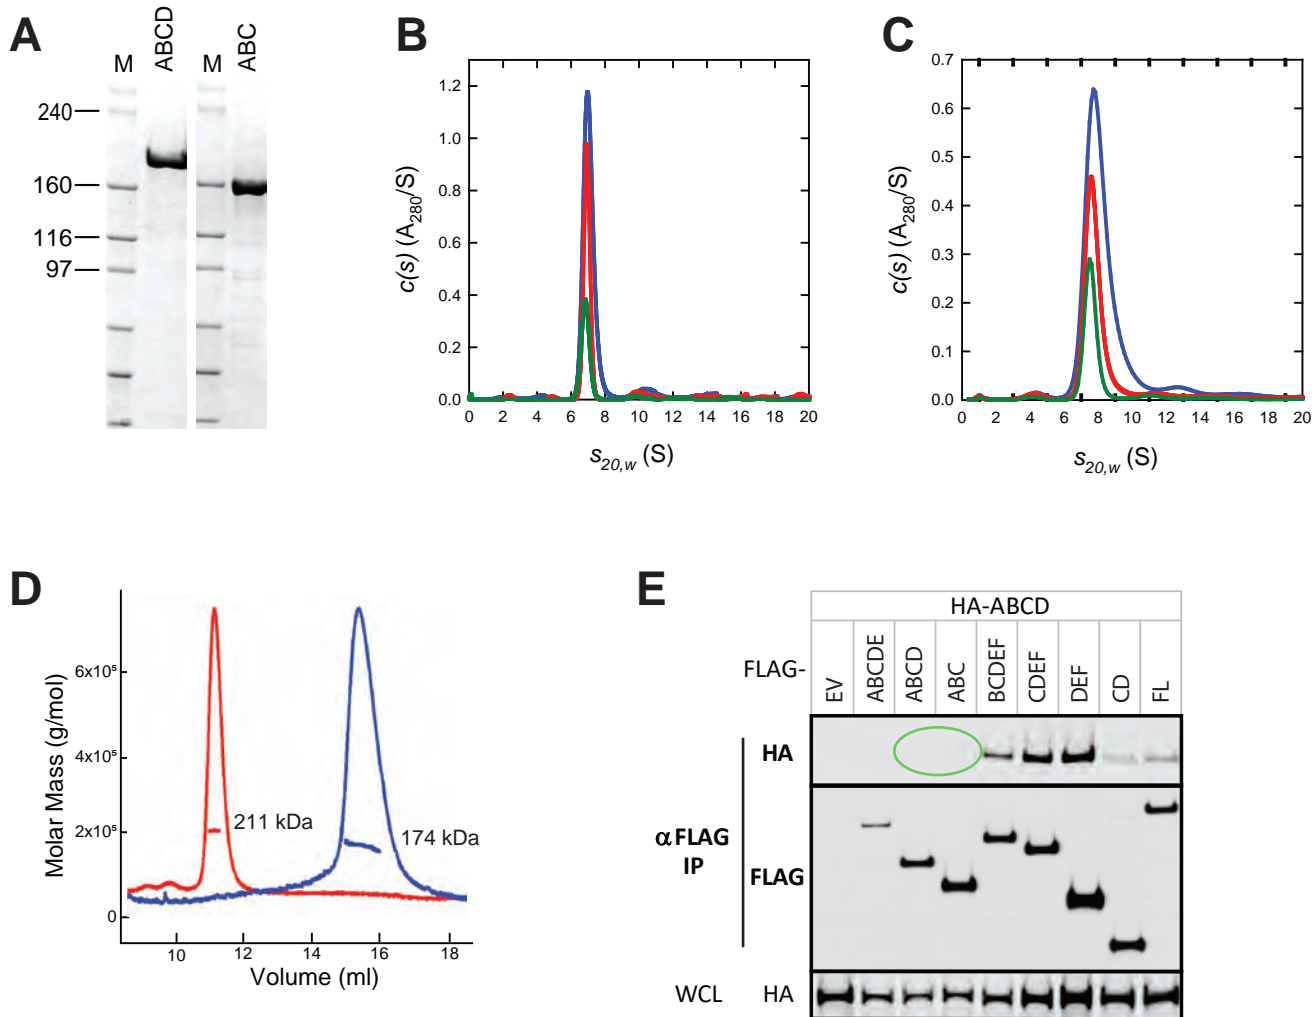 A
M
ABCD
M
ABC
240
160
116
97
B
c(s) (A280/S)
1.2
1.0
0.8
0.6
0.4
0.2
0.0
0 2 4 6 8 10 12 14 16 18 20
s20,w (S)
C
c(s) (A280/S)
0.7
0.6
0.5
0.4
0.3
0.2
0.1
0.0
0 2 4 6 8 10 12 14 16 18 20
s20,w (S)
D
Molar Mass (g/mol)
6x10⁵
4x10⁵
2x10⁵
0
211 kDa
174 kDa
10 12 14 16 18
Volume (ml)
E
HA-ABCD
FLAG-
EV
ABCDE
ABCD
ABC
BCDEF
CDEF
DEF
CD
FL
α FLAG
IP
HA
FLAG
WCL HA